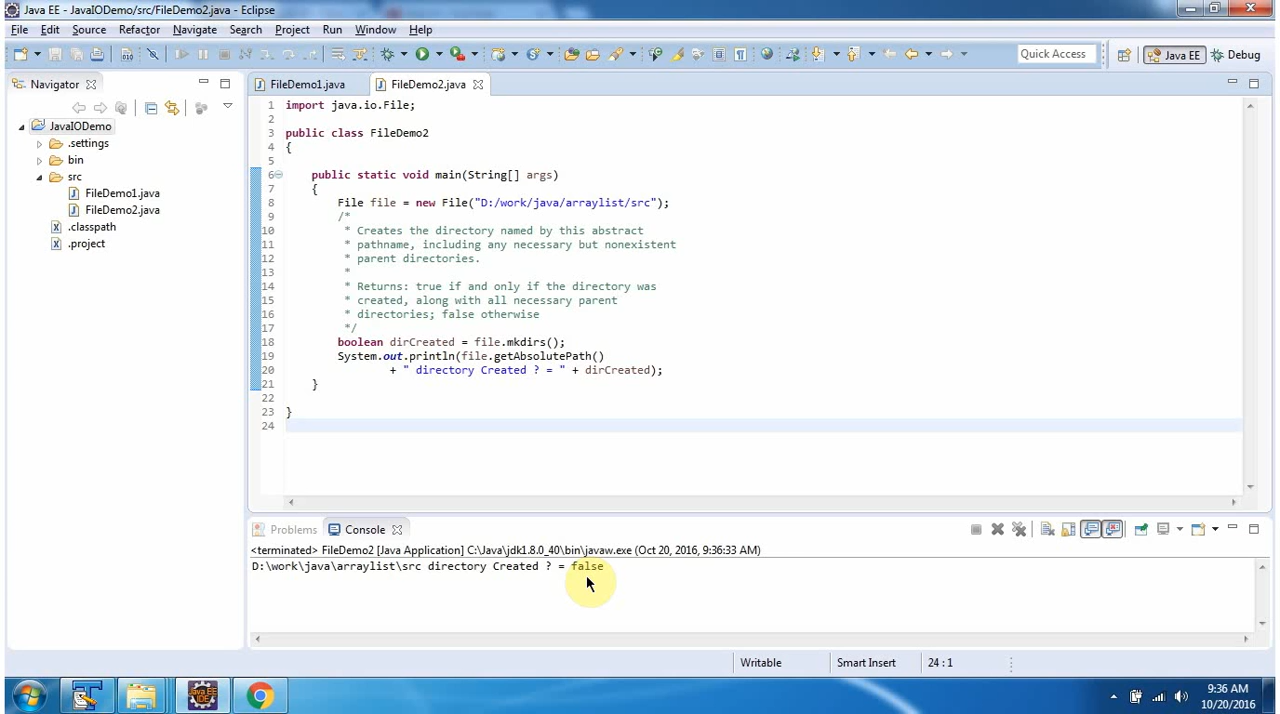 Java EE - JavaIODemo/src/FileDemo2.java - Eclipse
File Edit Source Refactor Navigate Search Project Run Window Help
Quick Access Java EE Debug
Navigator
JavaIODemo
.settings
bin
src
FileDemo1.java
FileDemo2.java
.classpath
.project
FileDemo1.java FileDemo2.java
1 import java.io.File;
2
3 public class FileDemo2
4 {
5
6 public static void main(String[] args)
7 {
8 File file = new File("D:/work/java/arraylist/src");
9 /*
10 * Creates the directory named by this abstract
11 * pathname, including any necessary but nonexistent
12 * parent directories.
13 *
14 * Returns: true if and only if the directory was
15 * created, along with all necessary parent
16 * directories; false otherwise
17 */
18 boolean dirCreated = file.mkdirs();
19 System.out.println(file.getAbsolutePath()
20 + " directory Created ? = " + dirCreated);
21 }
22
23 }
24
Problems Console
<terminated> FileDemo2 [Java Application] C:\Java\jdk1.8.0_40\bin\javaw.exe (Oct 20, 2016, 9:36:33 AM)
D:\work\java\arraylist\src directory Created ? = false
Writable Smart Insert 24 : 1
Java EE
IDE
9:36 AM
10/20/2016